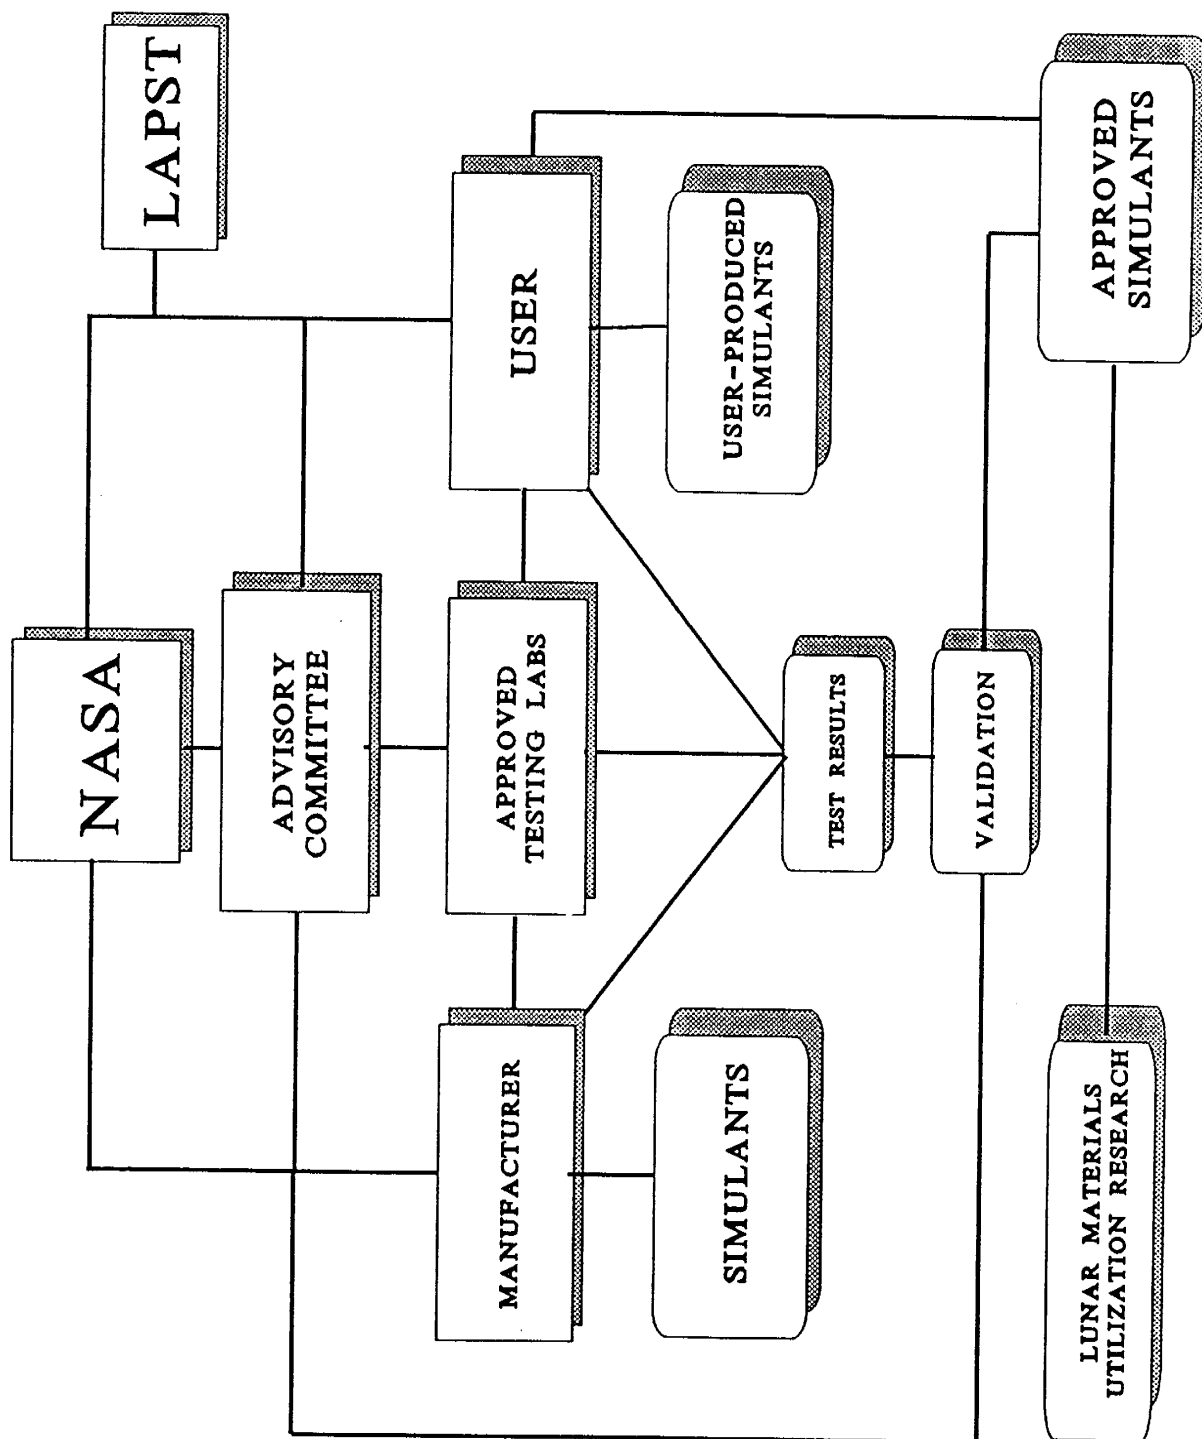 LAPST
NASA
ADVISORY
COMMITTEE
MANUFACTURER
APPROVED
TESTING LABS
USER
SIMULANTS
USER-PRODUCED
SIMULANTS
TEST RESULTS
VALIDATION
LUNAR MATERIALS
UTILIZATION RESEARCH
APPROVED
SIMULANTS